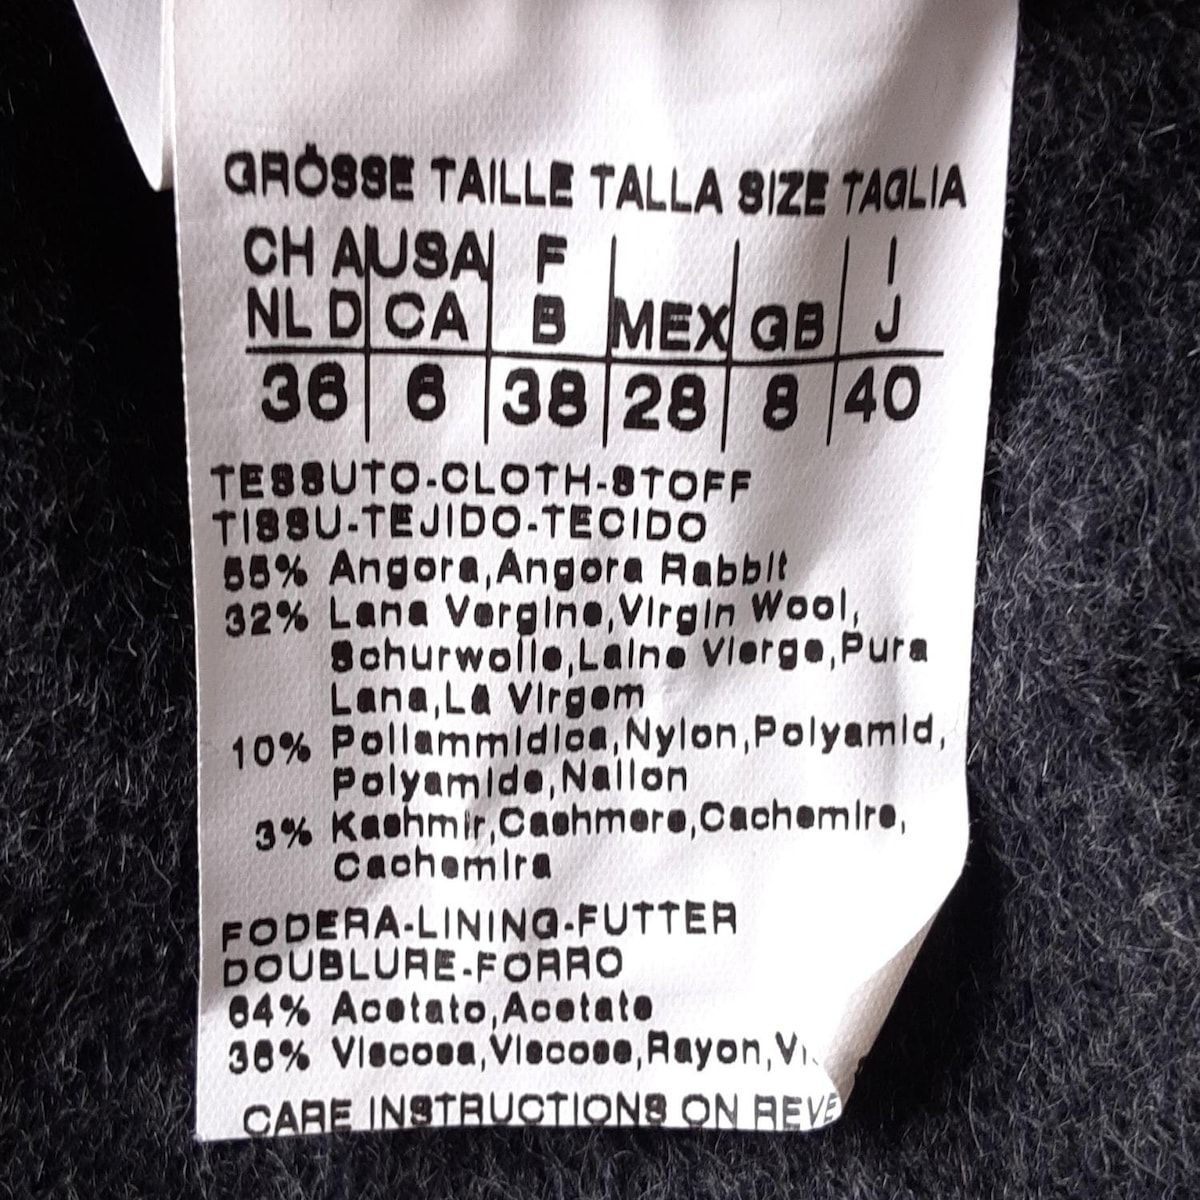 GRÖSSE TAILLE TALLA SIZE TAGLIA
CH A USA F I
NL D CA B MEX GB J
36 6 38 28 8 40
TESSUTO-CLOTH-STOFF
TISSU-TEJIDO-TECIDO
55% Angora,Angora Rabbit
32% Lana Vergine,Virgin Wool,
Schurwolle,Laine Vierge,Pura
Lana,LA Virgem
10% Poliammidica,Nylon,Polyamid,
Polyamide,Nailon
3% Kashmir,Cashmere,Cachemire,
Cachemira
FODERA-LINING-FUTTER
DOUBLURE-FORRO
64% Acetato,Acetate
36% Viscosa,Viscose,Rayon,
CARE INSTRUCTIONS ON REVE